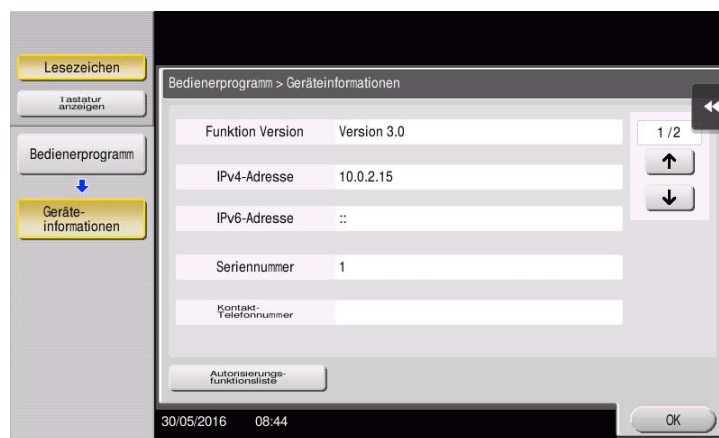 Lesezeichen
Tastatur
anzeigen
Bedienerprogramm
Geräte-
informationen
Bedienerprogramm > Geräteinformationen
Funktion Version Version 3.0
1/2
IPv4-Adresse 10.0.2.15
IPv6-Adresse ::
Seriennummer 1
Kontakt-
Telefonnummer
Autorisierungs-
funktionsliste
30/05/2016 08:44
OK